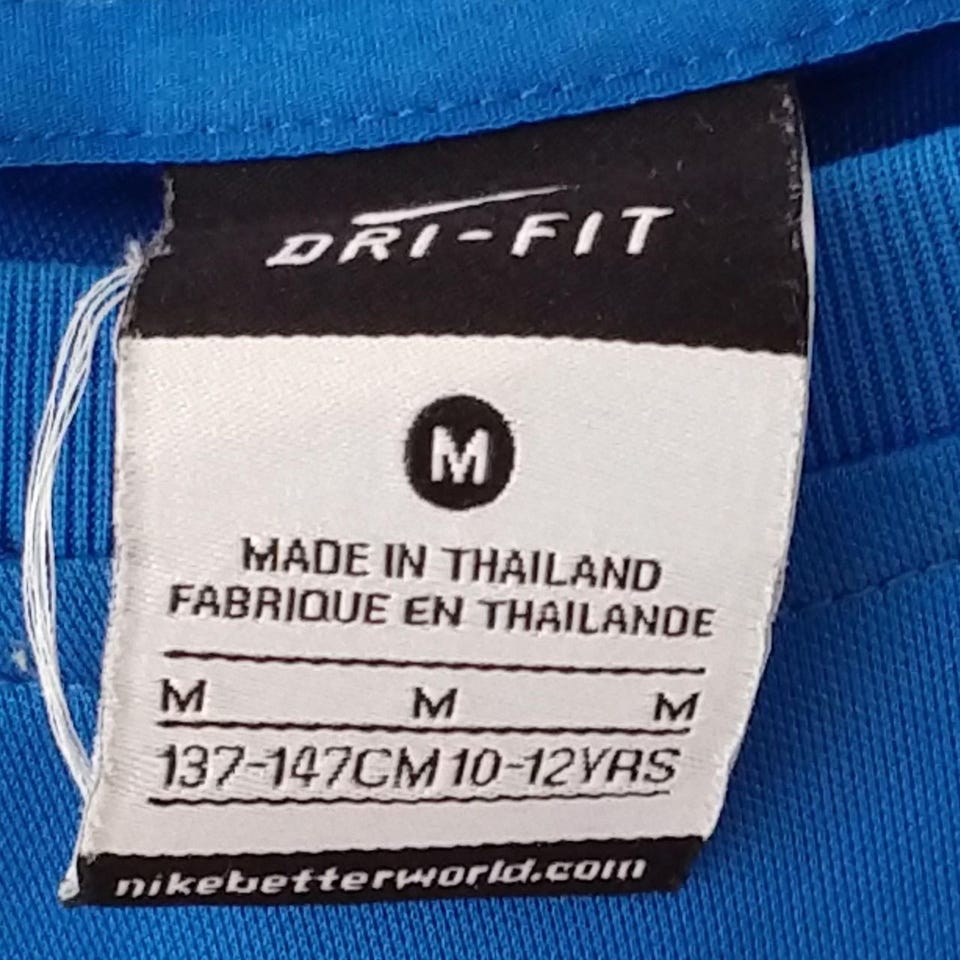 DRI-FIT
M
MADE IN THAILAND
FABRIQUE EN THAILANDE
M M M
137-147CM 10-12YRS
nikebetterworld.com